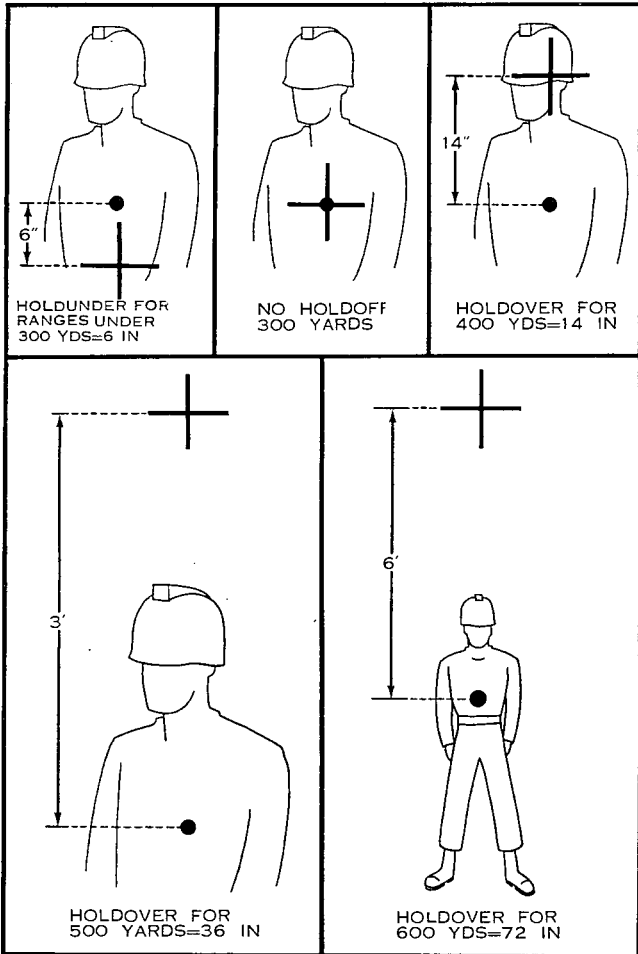 6"
HOLDUNDER FOR
RANGES UNDER
300 YDS=6 IN
NO HOLDOFF
300 YARDS
14"
HOLDOVER FOR
400 YDS=14 IN
3'
HOLDOVER FOR
500 YARDS=36 IN
6'
HOLDOVER FOR
600 YDS=72 IN